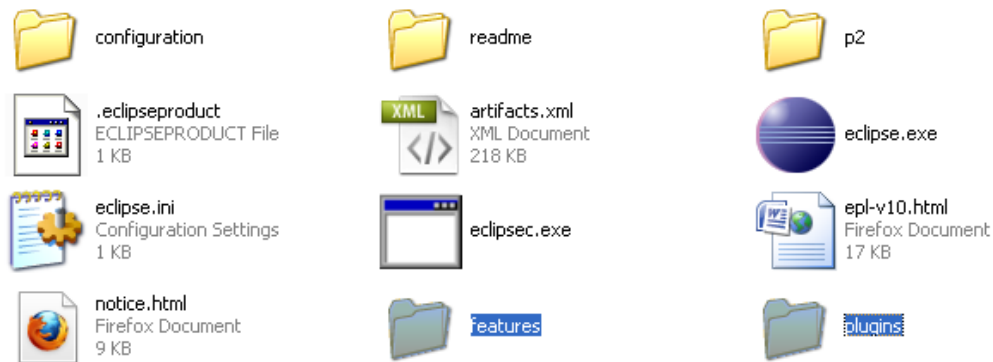 configuration
readme
p2
.eclipseproduct
ECLIPSEPRODUCT File
1 KB
XML
artifacts.xml
XML Document
218 KB
eclipse.exe
eclipse.ini
Configuration Settings
1 KB
eclipsec.exe
epl-v10.html
Firefox Document
17 KB
notice.html
Firefox Document
9 KB
features
plugins